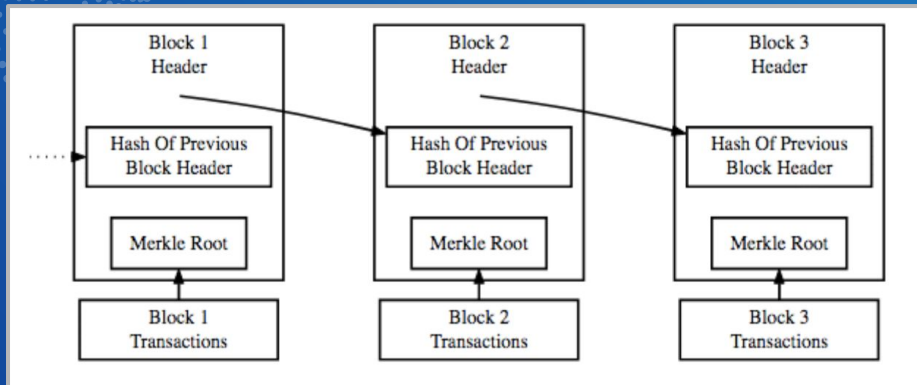 Block 1
Header
Hash Of Previous
Block Header
Merkle Root
Block 1
Transactions
Block 2
Header
Hash Of Previous
Block Header
Merkle Root
Block 2
Transactions
Block 3
Header
Hash Of Previous
Block Header
Merkle Root
Block 3
Transactions